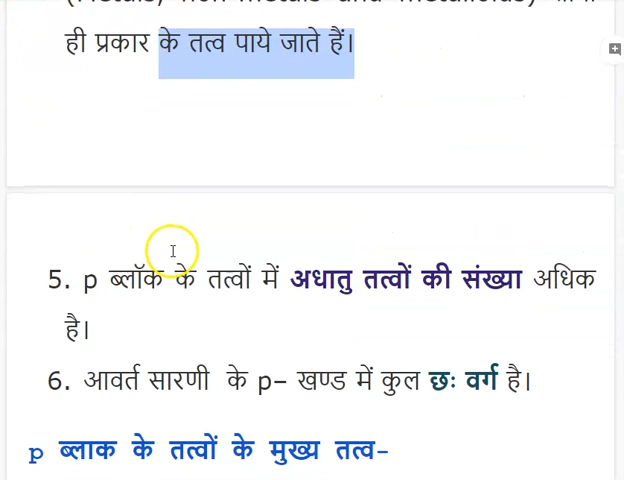 ही प्रकार के तत्व पाये जाते हैं।
5. p ब्लॉक के तत्वों में अधातु तत्वों की संख्या अधिक
है।
6. आवर्त सारणी के p- खण्ड में कुल छः वर्ग है।
p ब्लाक के तत्वों के मुख्य तत्व-